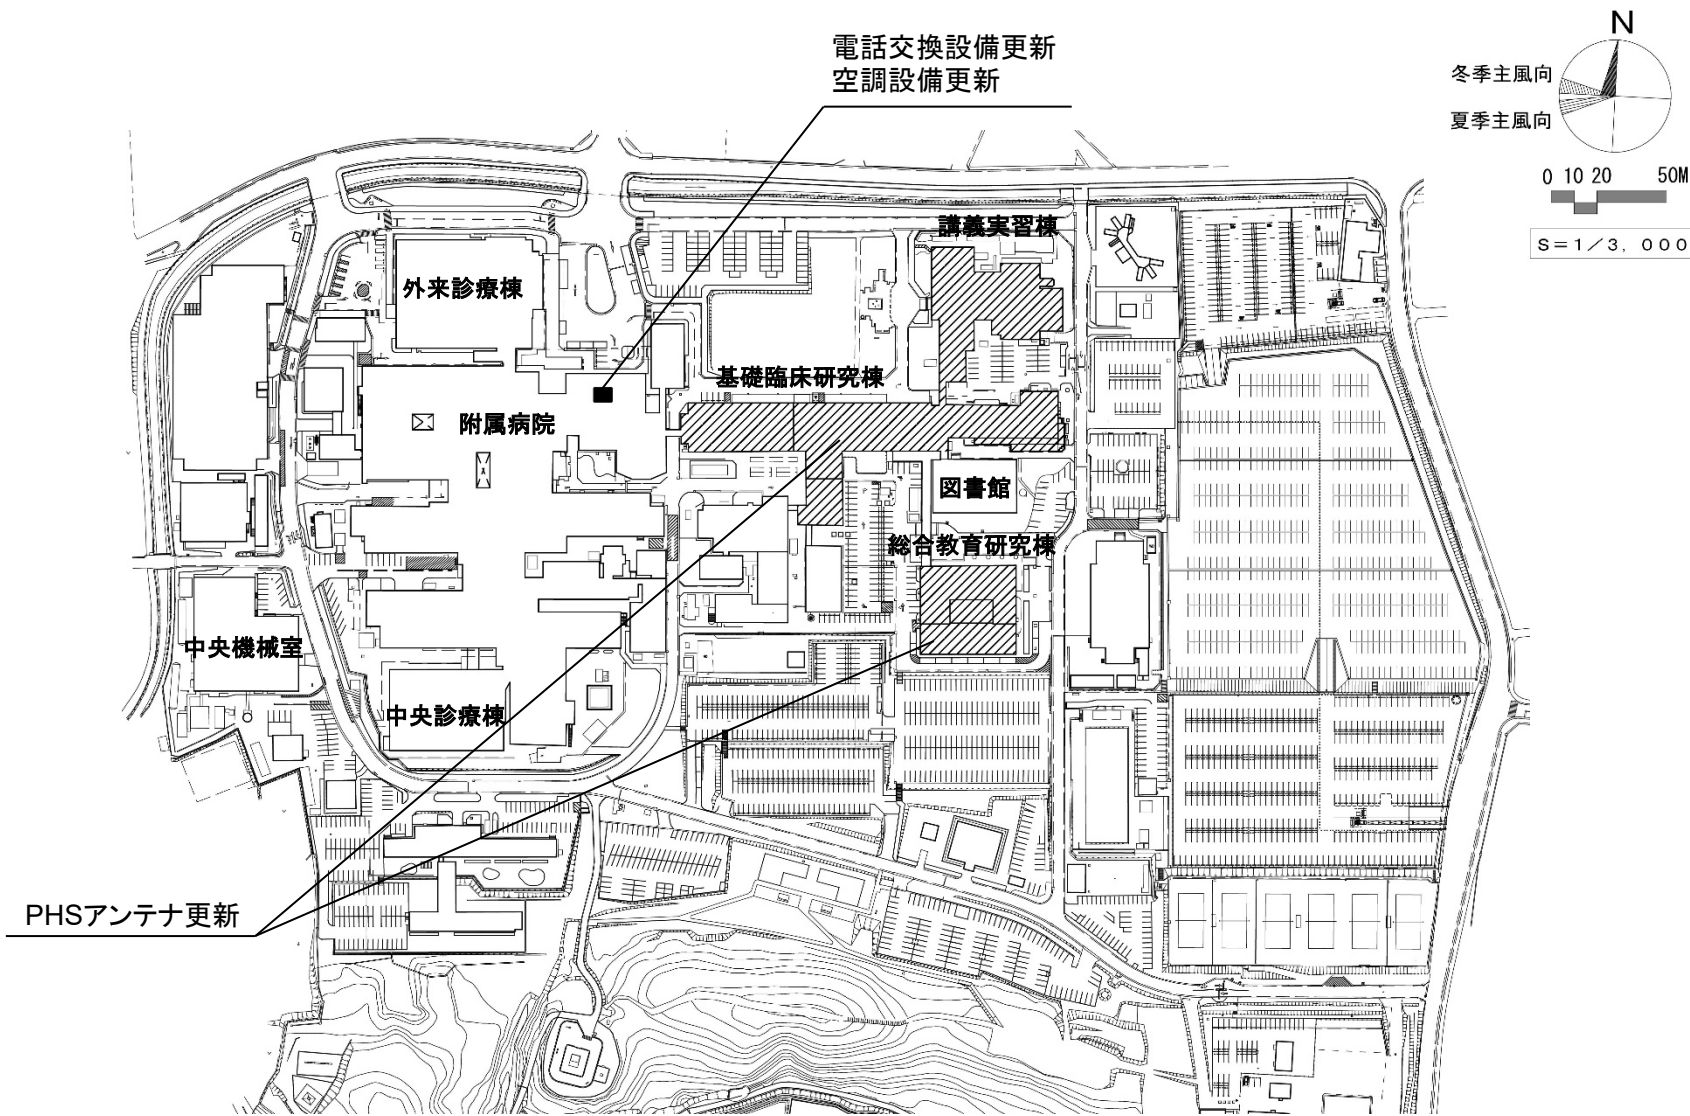 電話交換設備更新
空調設備更新
N
冬季主風向
夏季主風向
0 10 20 50M
S=1/3,000
講義実習棟
外来診療棟
基礎臨床研究棟
附属病院
図書館
総合教育研究棟
中央機械室
中央診療棟
PHSアンテナ更新